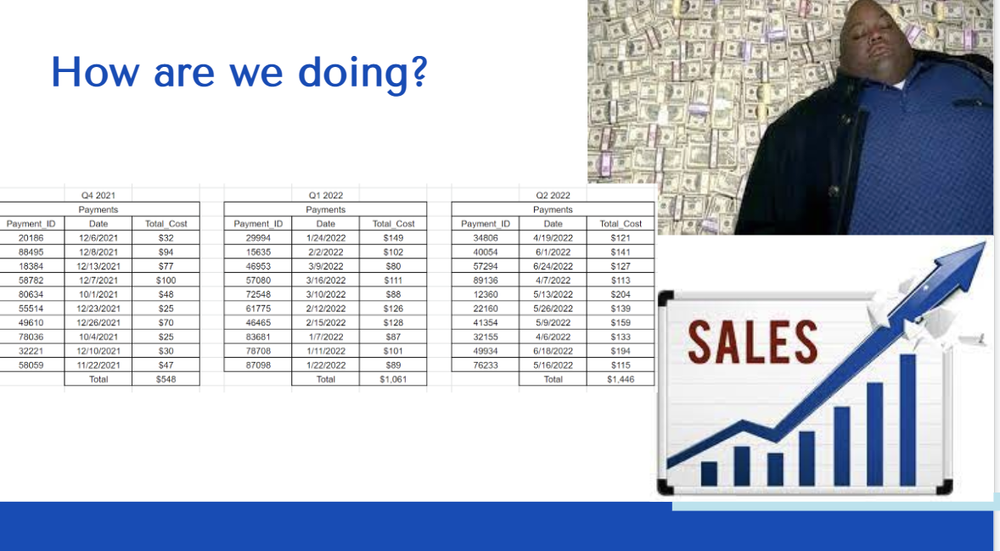 How are we doing?
Q4 2021 Q1 2022 Q2 2022
Payments Payments Payments
Payment_ID Date Total_Cost Payment_ID Date Total_Cost Payment_ID Date Total_Cost
20186 12/6/2021 $32 29994 1/24/2022 $149 34806 4/19/2022 $121
88495 12/8/2021 $94 15635 2/2/2022 $102 40054 6/1/2022 $141
18384 12/13/2021 $77 46953 3/9/2022 $80 57294 6/24/2022 $127
58782 12/7/2021 $100 57080 3/16/2022 $111 89136 4/7/2022 $113
80634 10/1/2021 $48 72548 3/10/2022 $88 12360 5/13/2022 $204
55514 12/23/2021 $25 61775 2/12/2022 $126 22160 5/26/2022 $139
49610 12/26/2021 $70 46465 2/15/2022 $128 41354 5/9/2022 $159
78036 10/4/2021 $25 83681 1/7/2022 $87 32155 4/6/2022 $133
32221 12/10/2021 $30 78708 1/11/2022 $101 49934 6/18/2022 $194
58059 11/22/2021 $47 87098 1/22/2022 $89 76233 5/16/2022 $115
Total $548 Total $1,061 Total $1,446
SALES